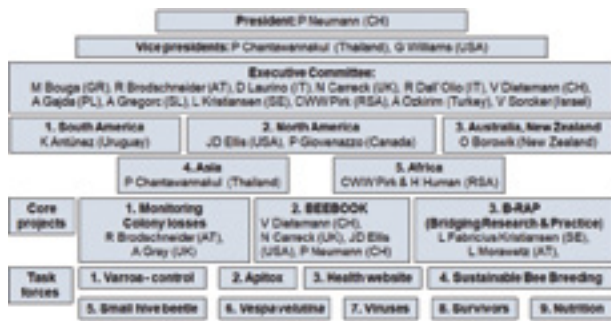 President: P Neumann (CH)
Vice presidents: P Chantawannakul (Thailand), G Williams (USA)
Executive Committee:
M Bouga (GR), R Brodschneider (AT), D Laurino (IT), N Carreck (UK), R Dall'Olio (IT), V Dietemann (CH),
A Gajda (PL), A Gregorc (SL), L Kristiansen (SE), CWW Pirk (RSA), A Özkirim (Turkey), V Soroker (Israel)
1. South America
K Antúnez (Uruguay)
2. North America
JD Ellis (USA), P Giovenazzo (Canada)
3. Australia, New Zealand
O Borowik (New Zealand)
4. Asia
P Chantawannakul (Thailand)
5. Africa
CWW Pirk & H Human (RSA)
Core
projects
1. Monitoring
Colony losses
R Brodschneider (AT),
A Gray (UK)
2. BEEBOOK
V Dietemann (CH),
N Carreck (UK), JD Ellis
(USA), P Neumann (CH)
3. B-RAP
(Bridging Research & Practice)
L Fabricius Kristiansen (SE),
L Morawetz (AT),
Task
forces
1. Varroa-control
2. Apitox
3. Health website
4. Sustainable Bee Breeding
5. Small hive beetle
6. Vespa velutina
7. Viruses
8. Survivors
9. Nutrition